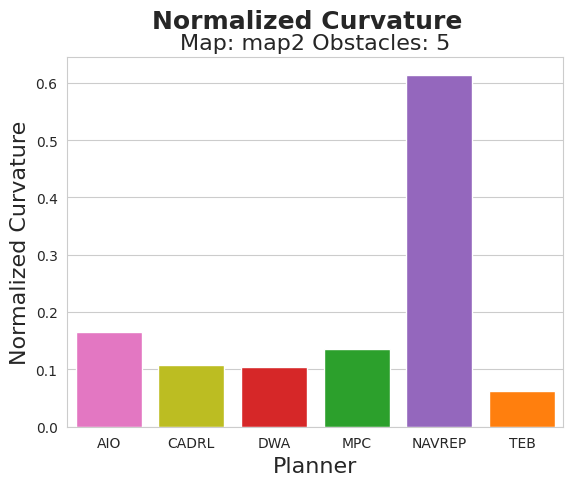 Normalized Curvature
Map: map2 Obstacles: 5
Normalized Curvature
0.6
0.5
0.4
0.3
0.2
0.1
0.0
AIO CADRL DWA MPC NAVREP TEB
Planner